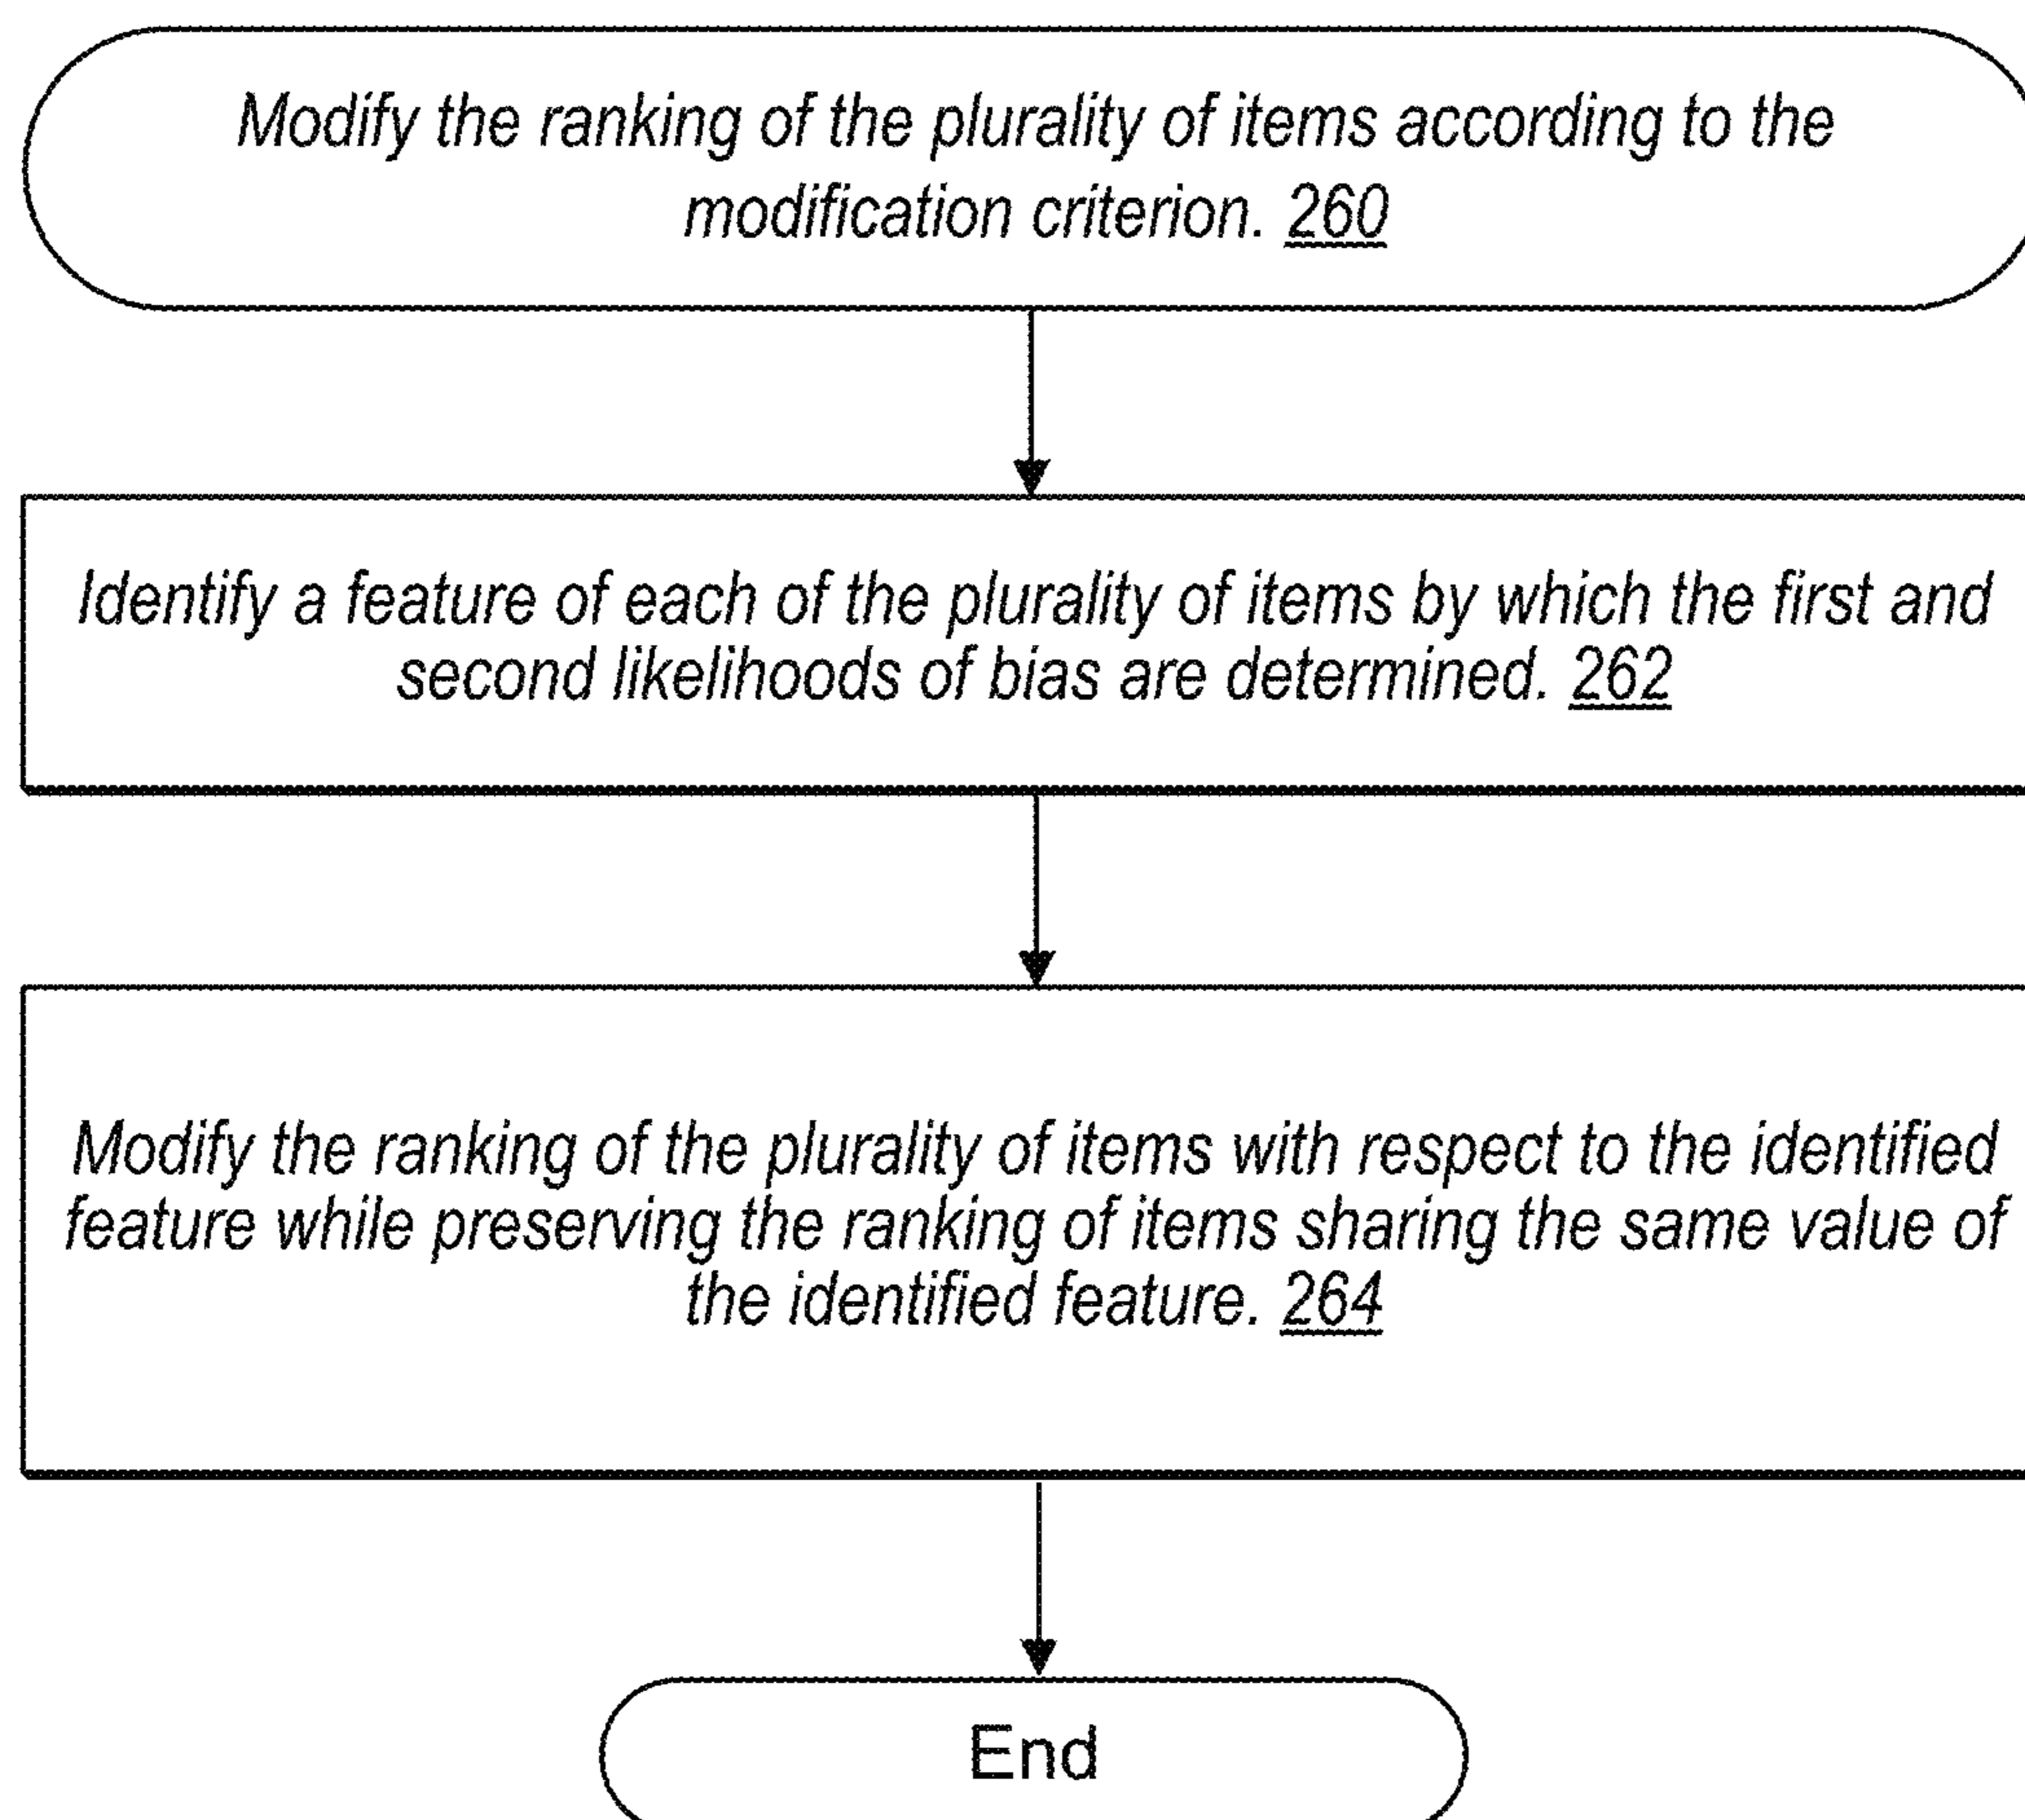 Modify the ranking of the plurality of items according to the
modification criterion. 260
Identify a feature of each of the plurality of items by which the first and
second likelihoods of bias are determined. 262
Modify the ranking of the plurality of items with respect to the identified
feature while preserving the ranking of items sharing the same value of
the identified feature. 264
End